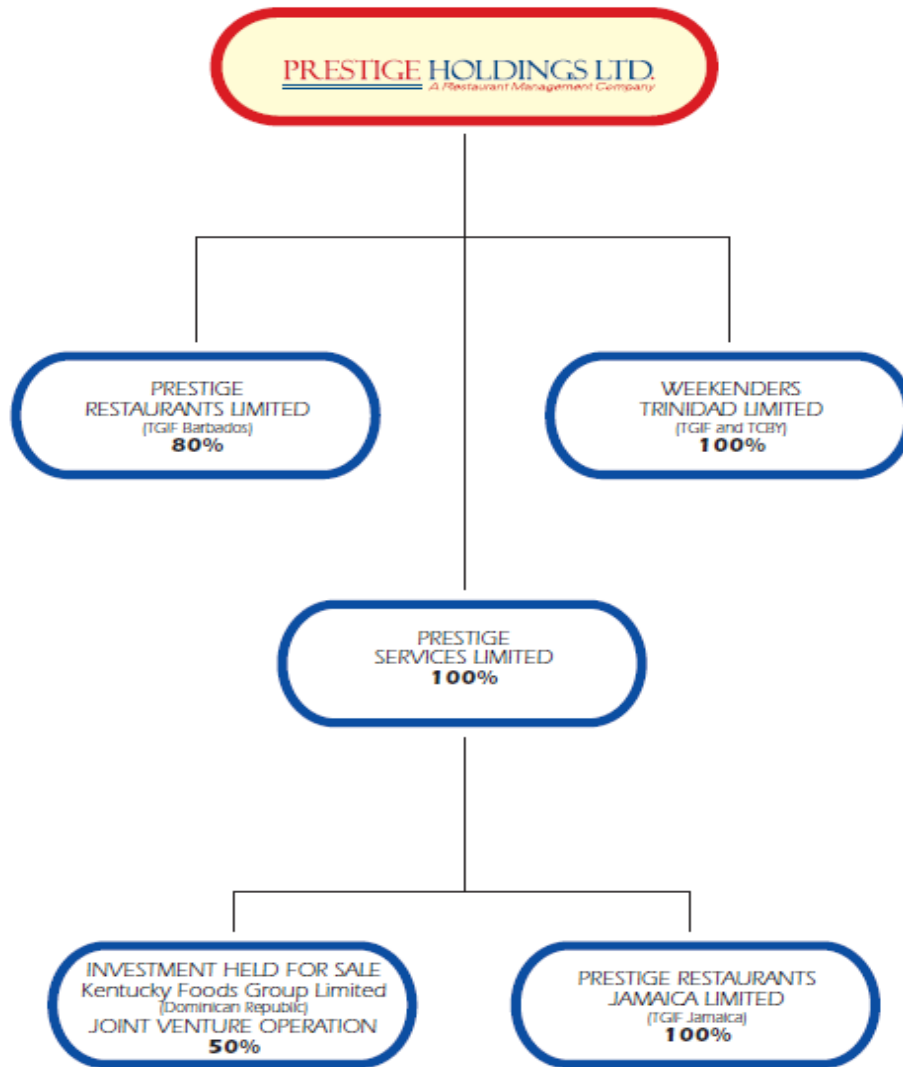 PRESTIGE HOLDINGS LTD.
A Restaurant Management Company
PRESTIGE
RESTAURANTS LIMITED
(TGIF Barbados)
80%
WEEKENDERS
TRINIDAD LIMITED
(TGIF and TCBY)
100%
PRESTIGE
SERVICES LIMITED
100%
INVESTMENT HELD FOR SALE
Kentucky Foods Group Limited
(Dominican Republic)
JOINT VENTURE OPERATION
50%
PRESTIGE RESTAURANTS
JAMAICA LIMITED
(TGIF Jamaica)
100%